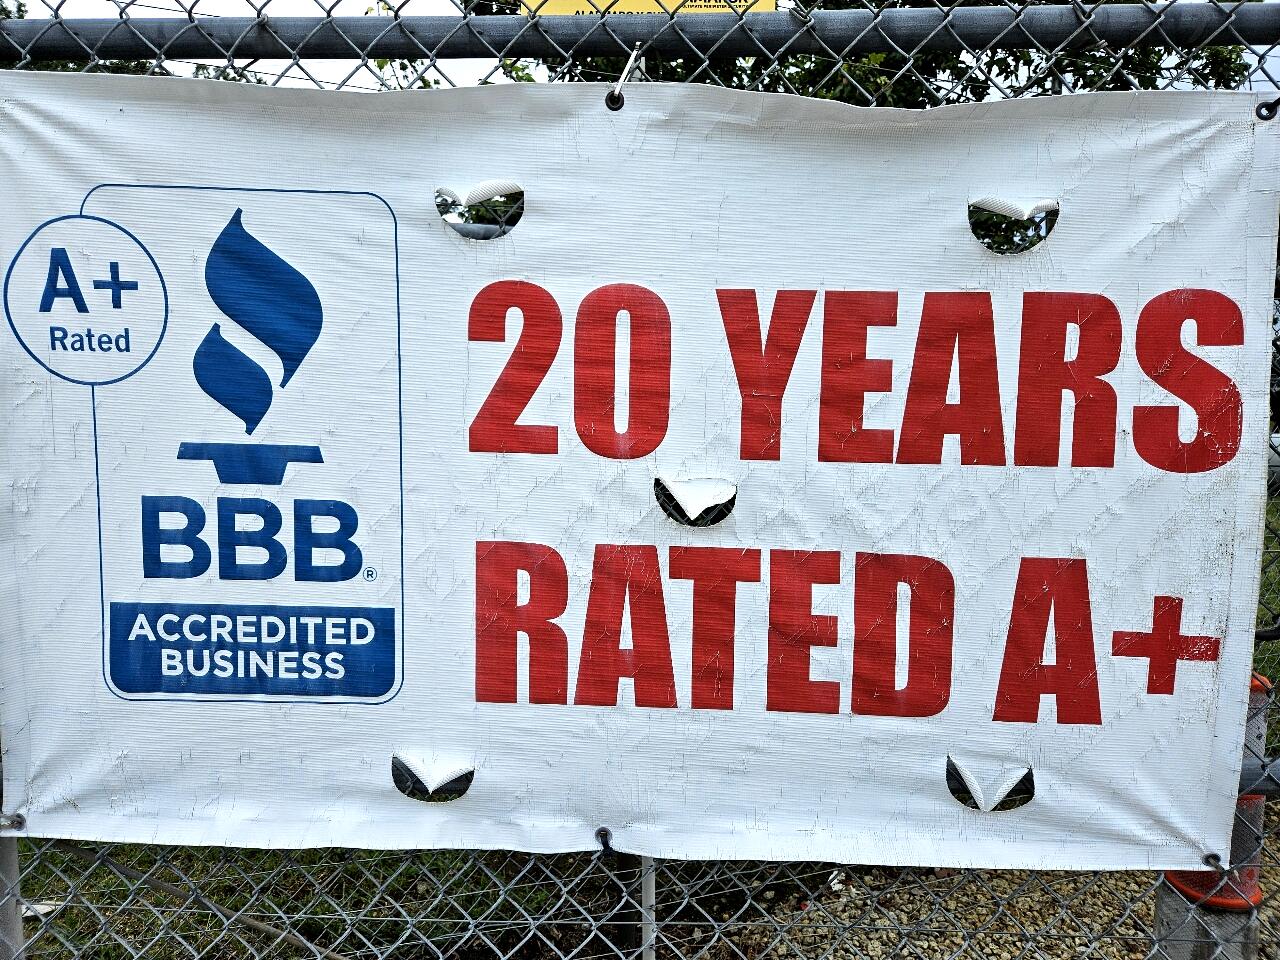 A+
Rated
BBB®
ACCREDITED
BUSINESS
20 YEARS
RATED A+